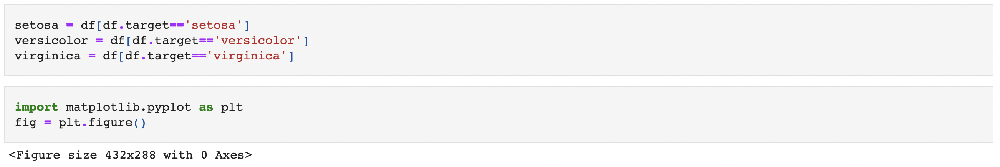 setosa = df[df.target=='setosa']
versicolor = df[df.target=='versicolor']
virginica = df[df.target=='virginica']
import matplotlib.pyplot as plt
fig = plt.figure()
<Figure size 432x288 with 0 Axes>